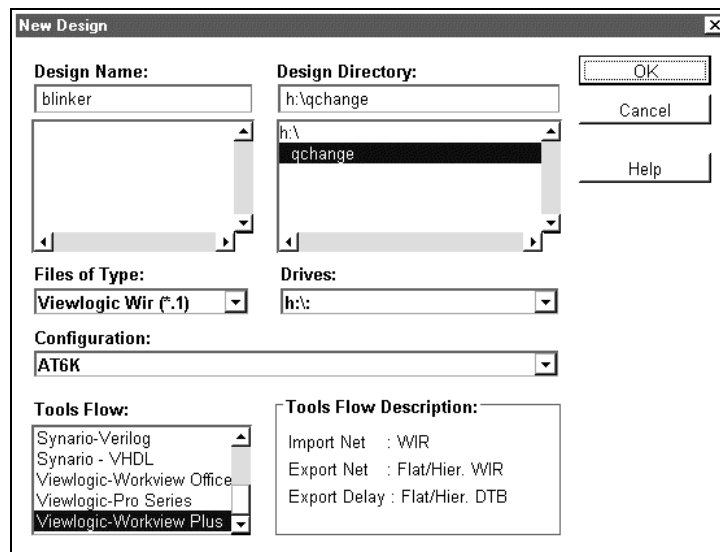 New Design
Design Name:
blinker
Design Directory:
h:\qchange
h:\
qchange
OK
Cancel
Help
Files of Type:
Viewlogic Wir (*.1)
Drives:
h:\:
Configuration:
AT6K
Tools Flow:
Synario-Verilog
Synario - VHDL
Viewlogic-Workview Office
Viewlogic-Pro Series
Viewlogic-Workview Plus
Tools Flow Description:
Import Net : WIR
Export Net : Flat/Hier. WIR
Export Delay : Flat/Hier. DTB